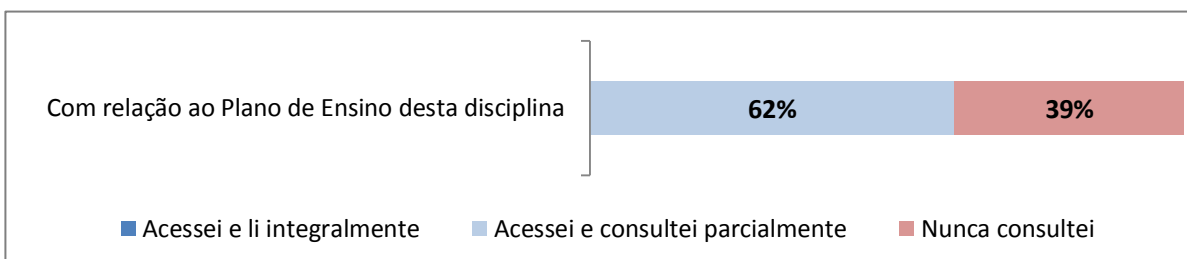 Com relação ao Plano de Ensino desta disciplina
62%
39%
Acessei e li integralmente
Acessei e consultei parcialmente
Nunca consultei